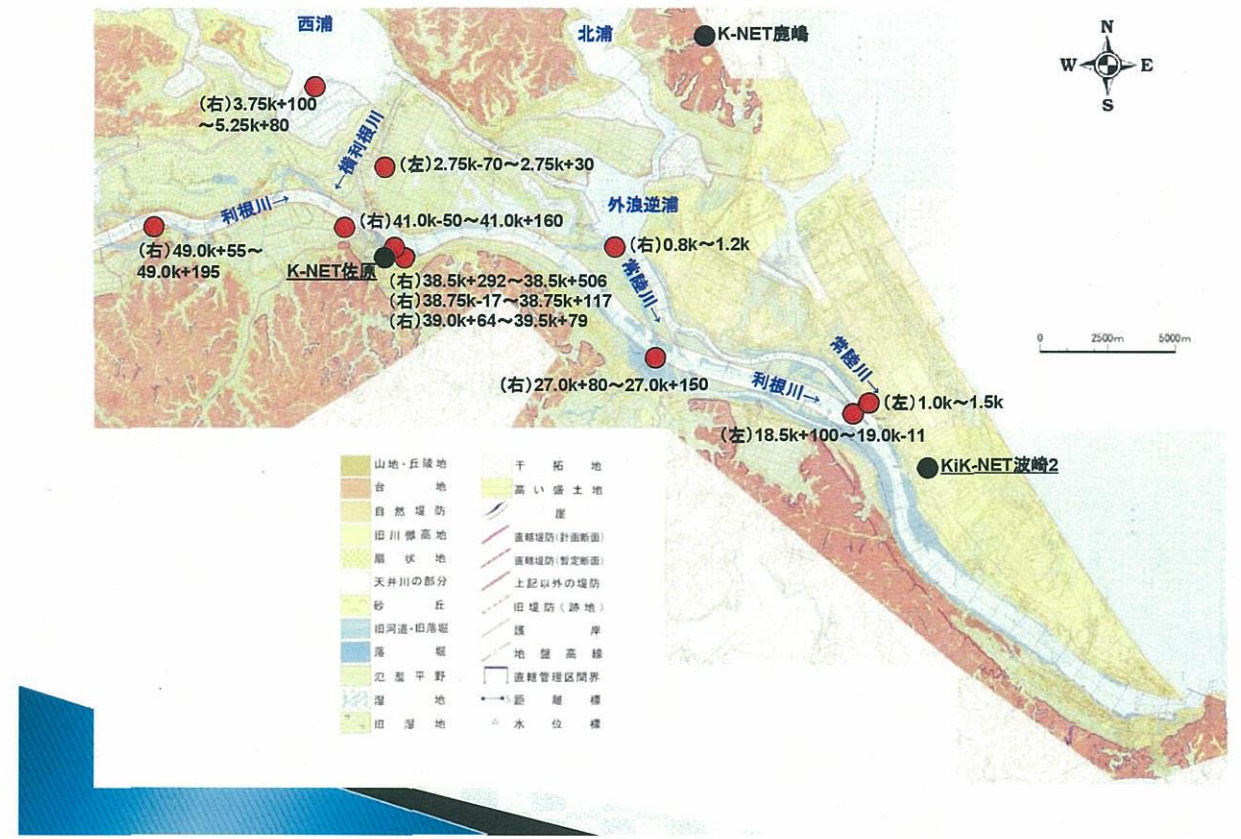 西浦
北浦
K-NET鹿嶋
N
W E
S
(右)3.75k+100
～5.25k+80
←横利根川
(左)2.75k-70～2.75k+30
利根川→
外浪逆浦
(右)41.0k-50～41.0k+160
(右)49.0k+55～
49.0k+195
(右)0.8k～1.2k
K-NET佐原
(右)38.5k+292～38.5k+506
(右)38.75k-17～38.75k+117
(右)39.0k+64～39.5k+79
常陸川→
0 2500m 5000m
(右)27.0k+80～27.0k+150
利根川→
常陸川→
(左)1.0k～1.5k
(左)18.5k+100～19.0k-11
KiK-NET波崎2
山地・丘陵地
台地
自然堤防
旧川微高地
扇状地
天井川の部分
砂丘
旧河道・旧落堀
落堀
氾濫平野
湿地
旧湿地
干拓地
高い盛土地
崖
直轄堤防(計画断面)
直轄堤防(暫定断面)
上記以外の堤防
旧堤防(跡地)
護岸
地盤高線
直轄管理区間界
距離標
水位標